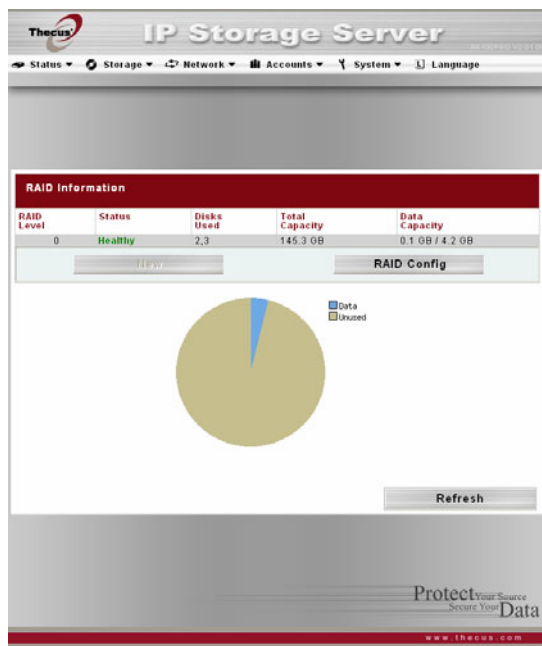 Thecus
IP Storage Server
Status Storage Network Accounts System Language
RAID Information
RAID Level Status Disks Used Total Capacity Data Capacity
0 Healthy 2,3 145.3 GB 0.1 GB / 4.2 GB
New RAID Config
Data
Unused
Refresh
Protect Your Source
Secure Your Data
www.thecus.com